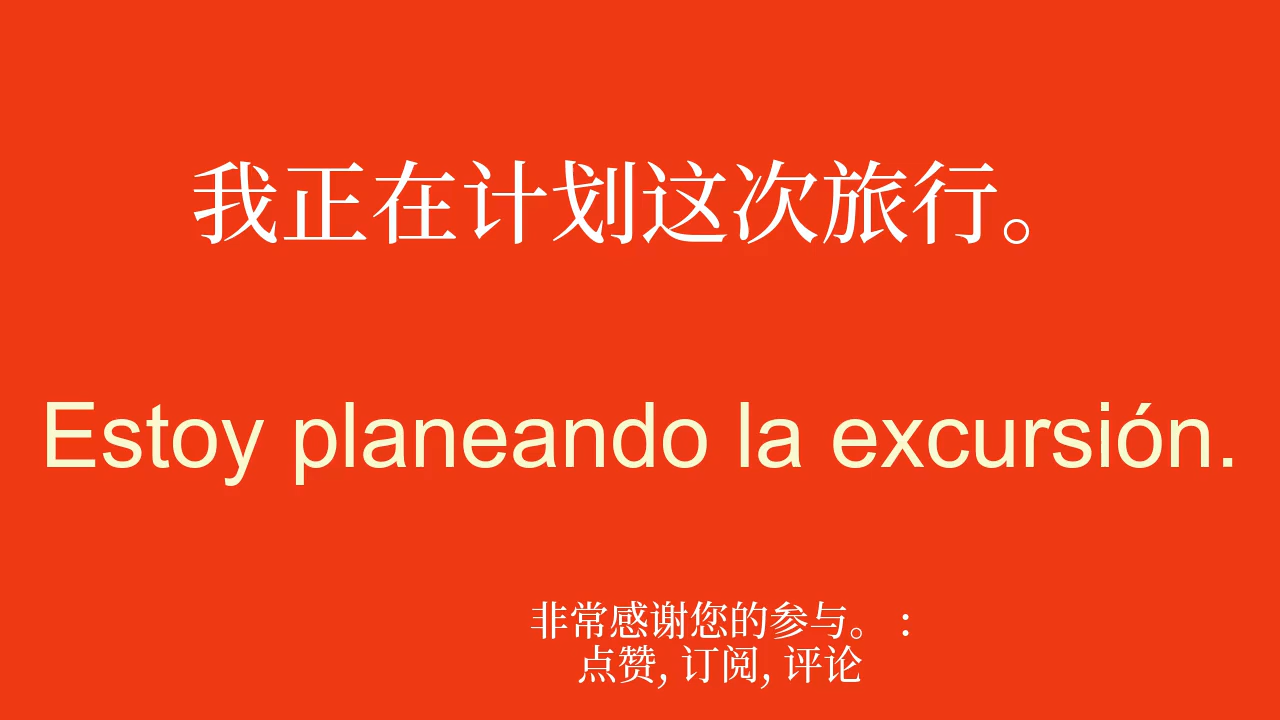 我正在计划这次旅行。
Estoy planeando la excursión.
非常感谢您的参与。 :
点赞, 订阅, 评论